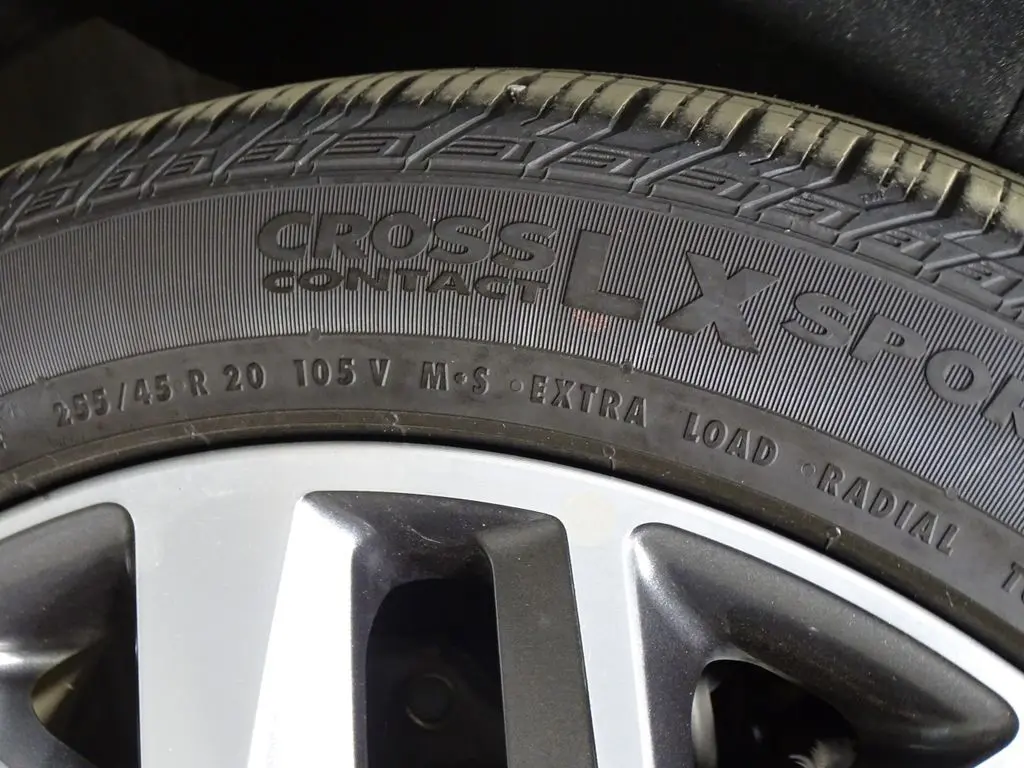 CROSS
CONTACT
LX
SPOR
255/45 R 20 105 V M·S ·EXTRA LOAD ·RADIAL